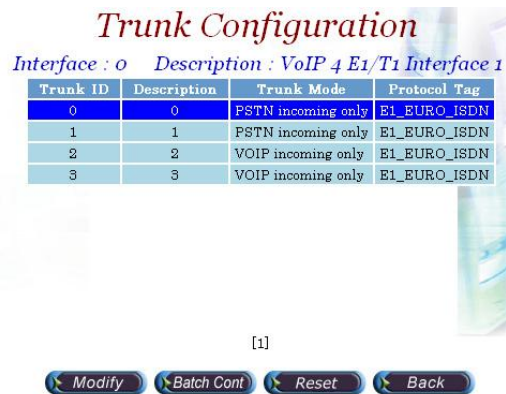 Trunk Configuration
Interface : 0 Description : VoIP 4 E1/T1 Interface 1
Trunk ID Description Trunk Mode Protocol Tag
0 0 PSTN incoming only E1_EURO_ISDN
1 1 PSTN incoming only E1_EURO_ISDN
2 2 VOIP incoming only E1_EURO_ISDN
3 3 VOIP incoming only E1_EURO_ISDN
[1]
Modify Batch Cont Reset Back